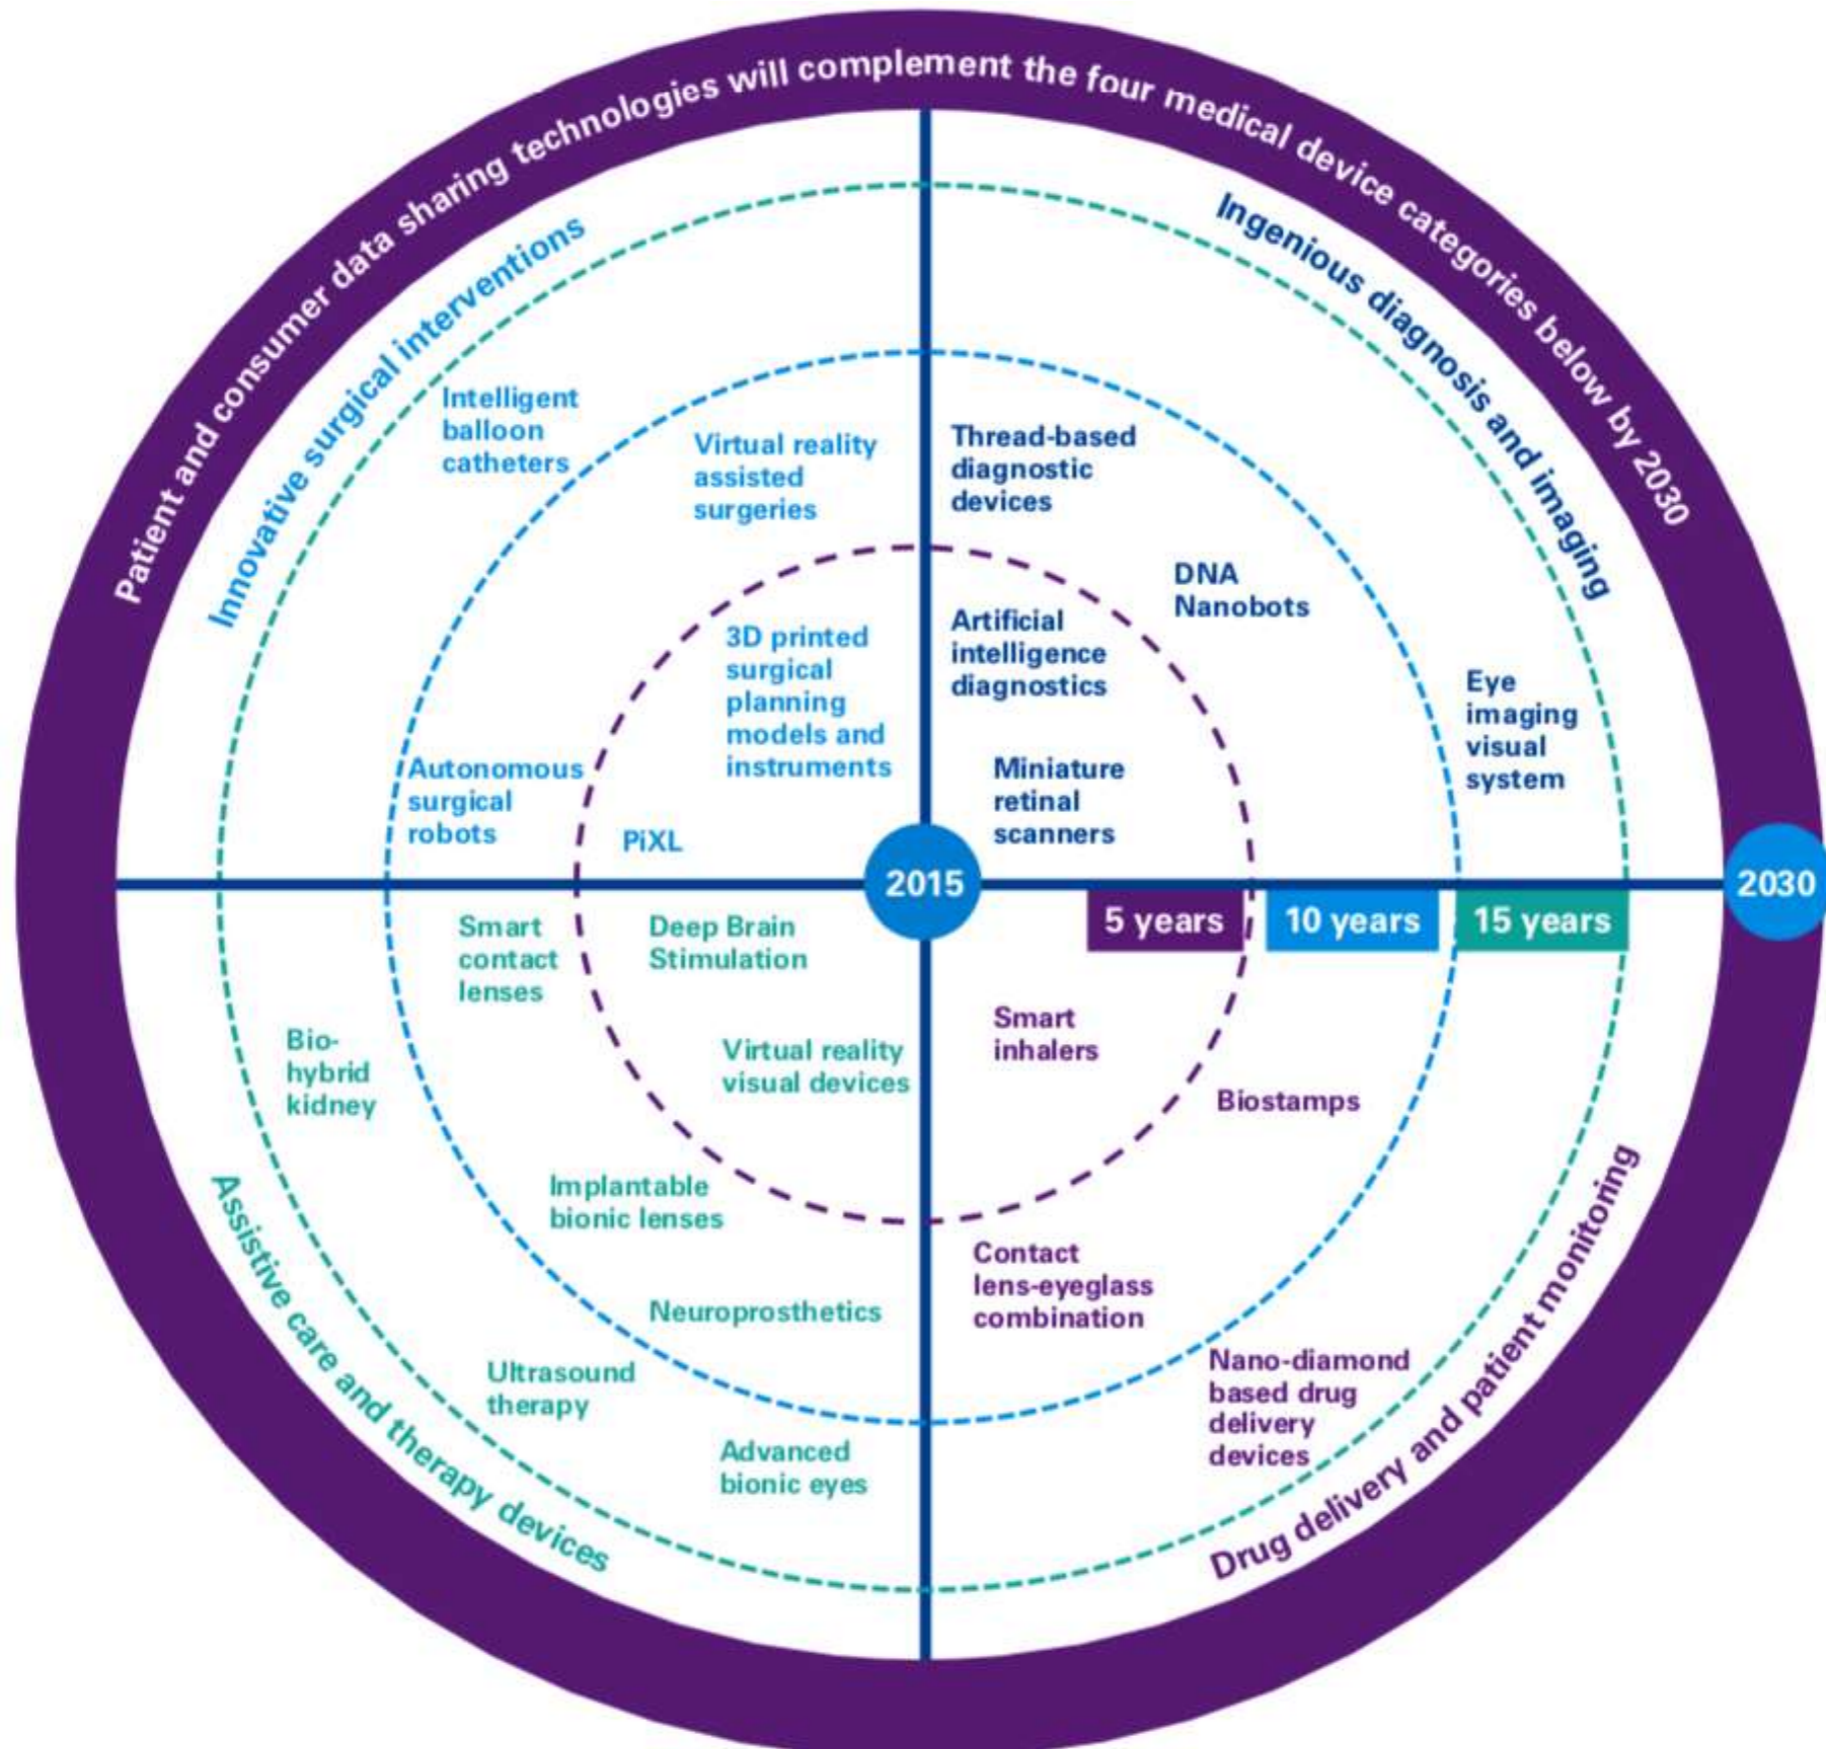 Patient and consumer data sharing technologies will complement the four medical device categories below by 2030
Innovative surgical interventions
Ingenious diagnosis and imaging
Intelligent
balloon
catheters
Virtual reality
assisted
surgeries
3D printed
surgical
planning
models and
instruments
Autonomous
surgical
robots
PiXL
Thread-based
diagnostic
devices
DNA
Nanobots
Artificial
intelligence
diagnostics
Eye
imaging
visual
system
Miniature
retinal
scanners
2015
2030
5 years
10 years
15 years
Smart
contact
lenses
Deep Brain
Stimulation
Bio-
hybrid
kidney
Virtual reality
visual devices
Implantable
bionic lenses
Neuroprosthetics
Ultrasound
therapy
Advanced
bionic eyes
Assistive care and therapy devices
Smart
inhalers
Biostamps
Contact
lens-eyeglass
combination
Nano-diamond
based drug
delivery
devices
Drug delivery and patient monitoring